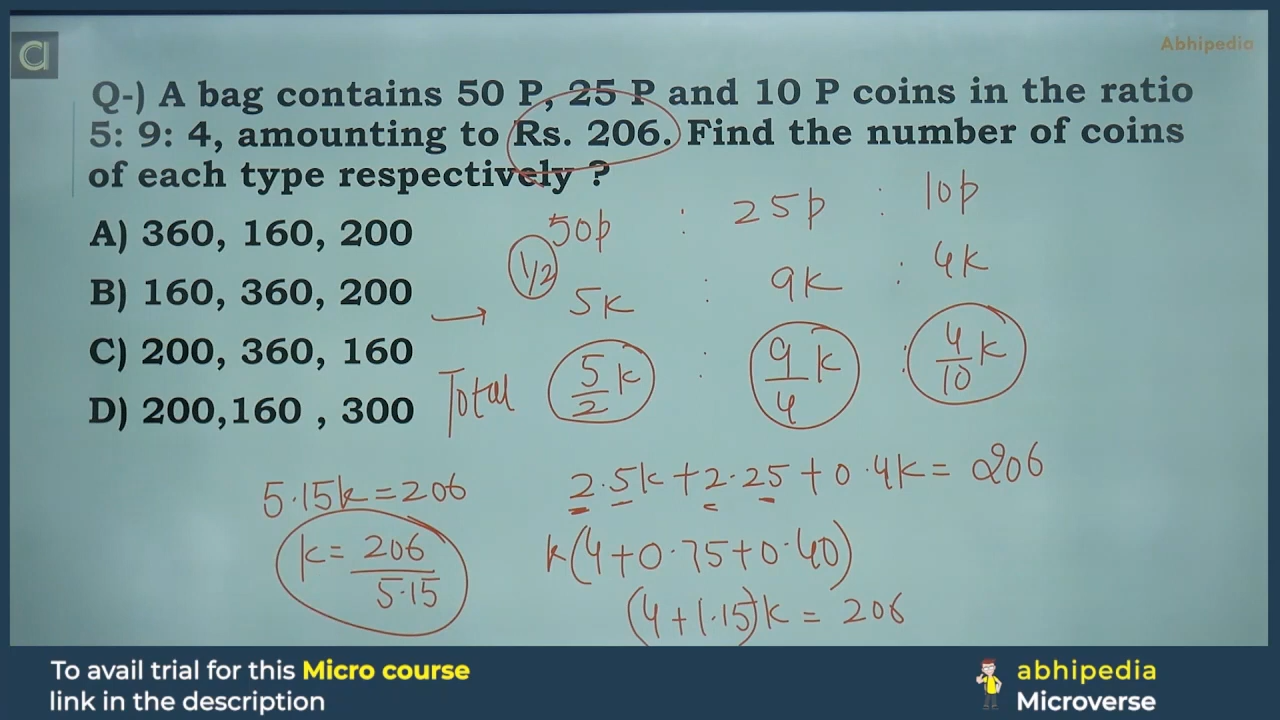 Abhipedia
a
Q-) A bag contains 50 P, 25 P and 10 P coins in the ratio
5: 9: 4, amounting to Rs. 206. Find the number of coins
of each type respectively ?
A) 360, 160, 200
B) 160, 360, 200
C) 200, 360, 160
D) 200,160 , 300
50p : 25p : 10p
1/2
5k : 9k : 4k
Total 5/2 k : 9/4 k : 4/10 k
2.5k+2.25+0.4k= 206
k(4+0.75+0.40)
(4+1.15)k = 206
5.15k=206
k= 206/5.15
To avail trial for this Micro course
link in the description
abhipedia
Microverse